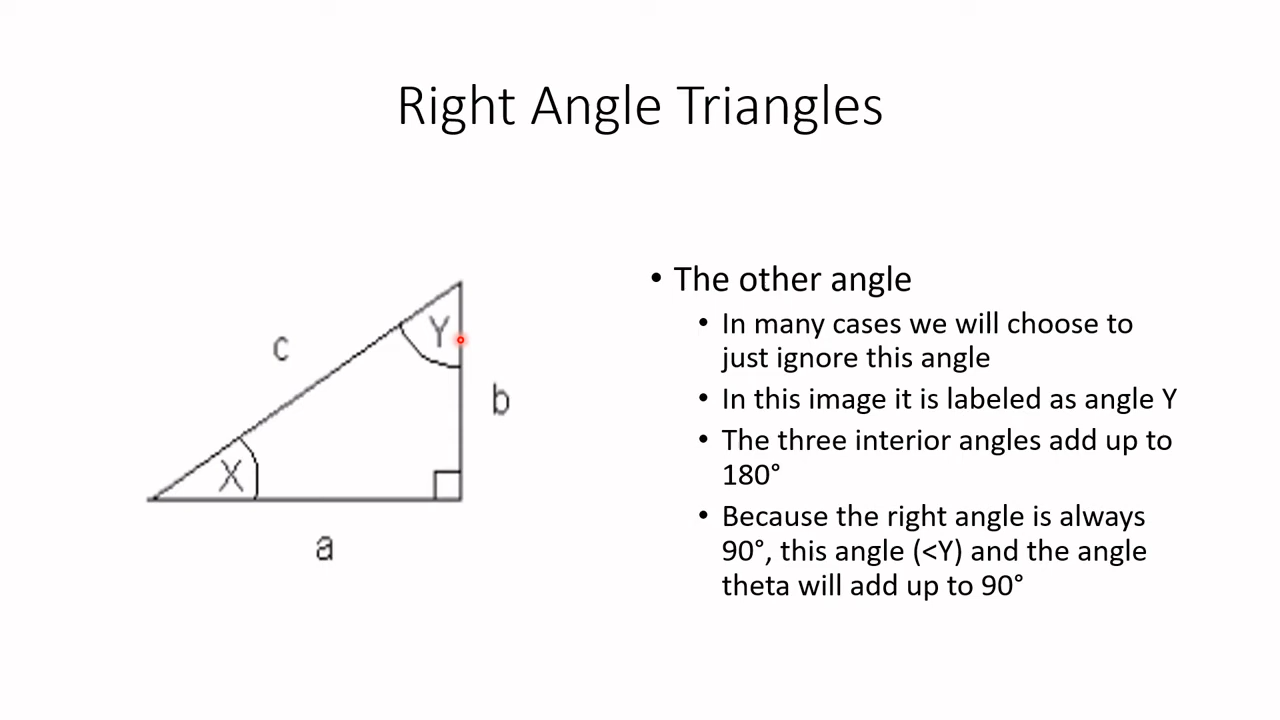 Right Angle Triangles
c
Y
b
X
a
• The other angle
• In many cases we will choose to
just ignore this angle
• In this image it is labeled as angle Y
• The three interior angles add up to
180°
• Because the right angle is always
90°, this angle (<Y) and the angle
theta will add up to 90°